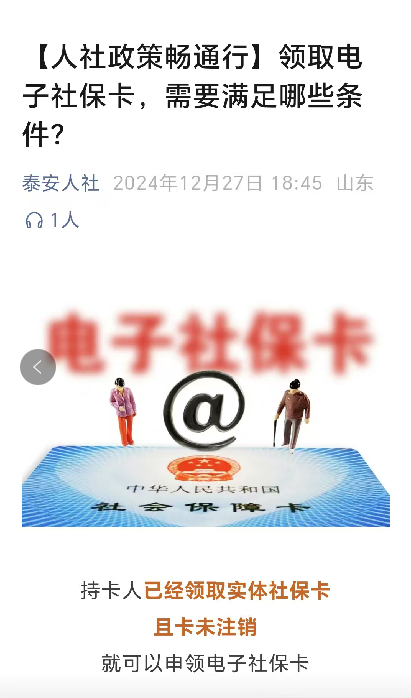 【人社政策畅通行】领取电
子社保卡，需要满足哪些条
件？
泰安人社 2024年12月27日 18:45 山东
1人
电子社保卡
@
中华人民共和国
社会保障卡
持卡人已经领取实体社保卡
且卡未注销
就可以申领电子社保卡